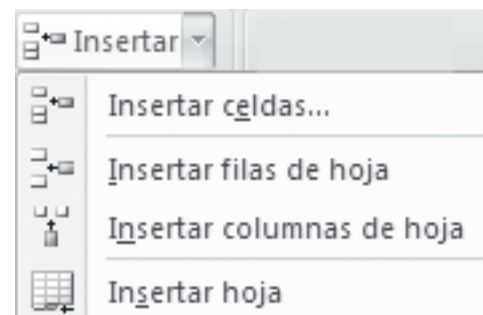 Insertar
Insertar celdas...
Insertar filas de hoja
Insertar columnas de hoja
Insertar hoja